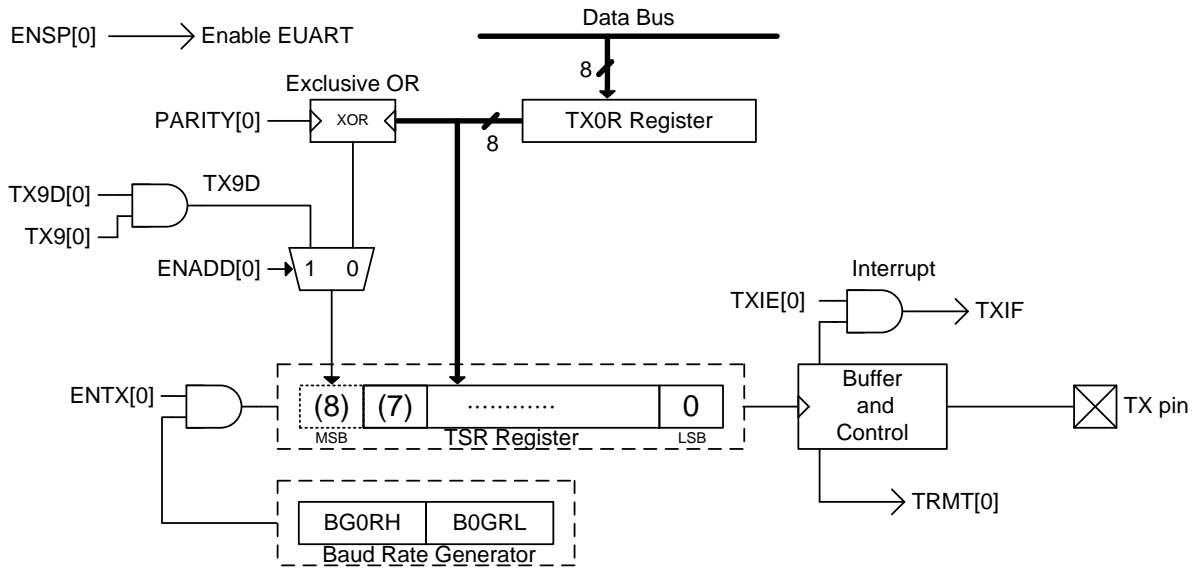 Data Bus
ENSP[0] Enable EUART
8
Exclusive OR
PARITY[0] XOR TX0R Register
8
TX9D[0] TX9D
TX9[0]
ENADD[0] 1 0
Interrupt
TXIE[0] TXIF
ENTX[0] (8) (7) ............ 0
MSB TSR Register LSB
Buffer
and
Control
TX pin
TRMT[0]
BG0RH B0GRL
Baud Rate Generator